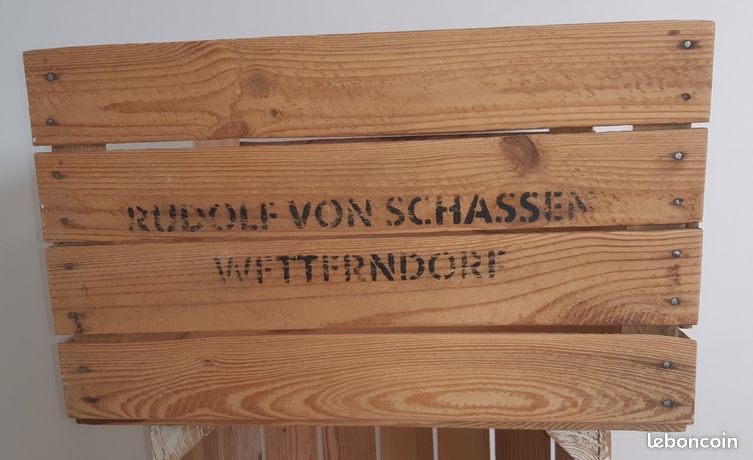 RUDOLF VON SCHASSEN
WETTERNDORF
leboncoin